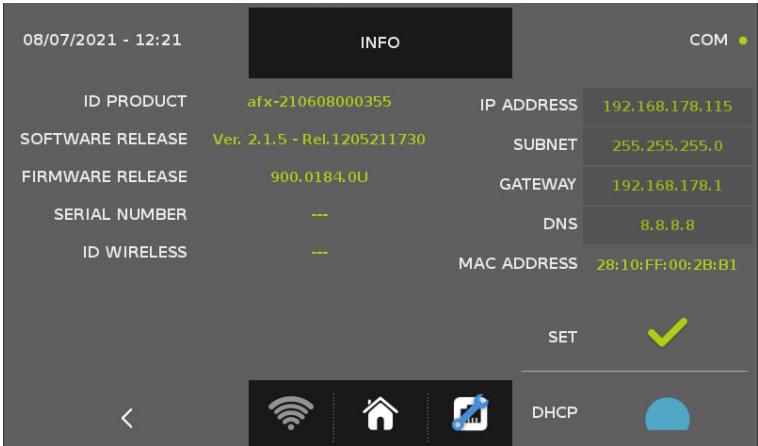 08/07/2021 - 12:21
INFO
COM
ID PRODUCT afx-210608000355
SOFTWARE RELEASE Ver. 2.1.5 - Rel.1205211730
FIRMWARE RELEASE 900.0184.0U
SERIAL NUMBER ---
ID WIRELESS ---
IP ADDRESS 192.168.178.115
SUBNET 255.255.255.0
GATEWAY 192.168.178.1
DNS 8.8.8.8
MAC ADDRESS 28:10:FF:00:2B:B1
SET
DHCP